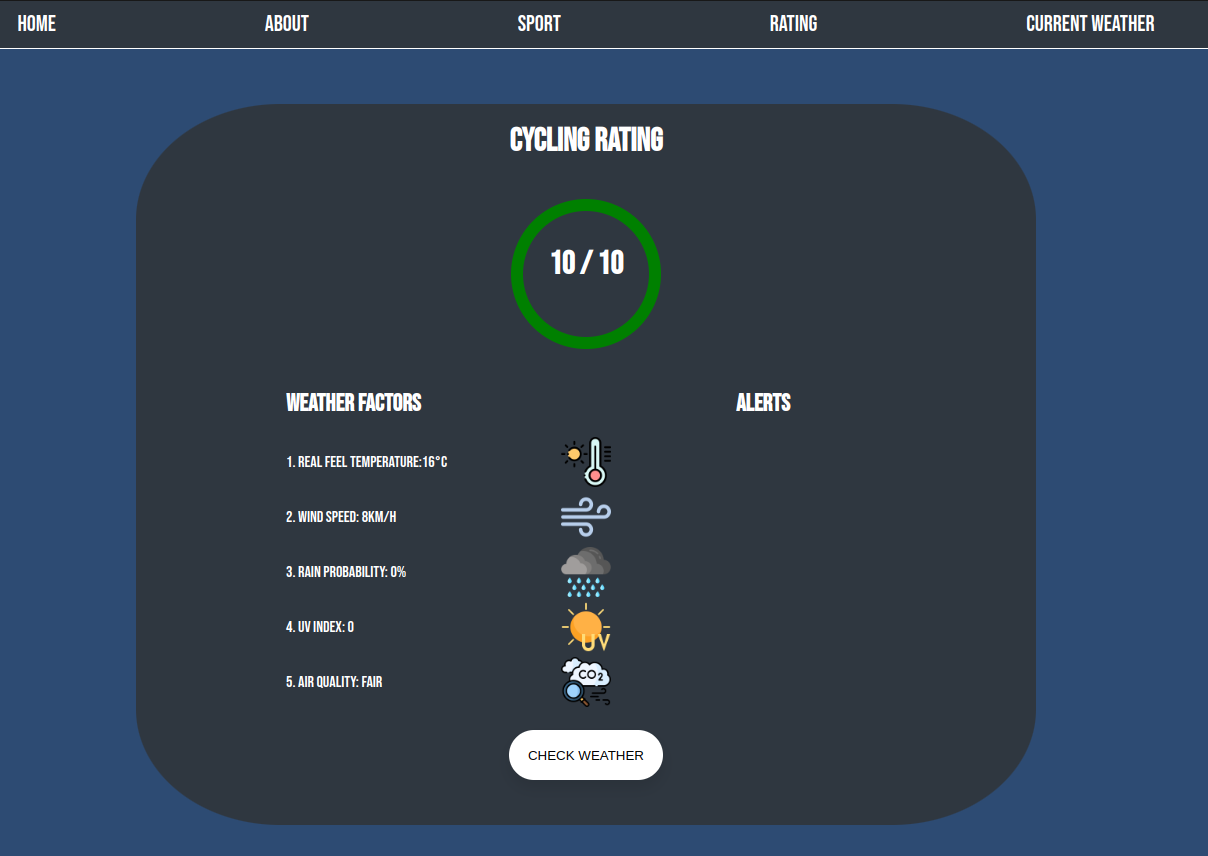 HOME ABOUT SPORT RATING CURRENT WEATHER
CYCLING RATING
10 / 10
WEATHER FACTORS
ALERTS
1. REAL FEEL TEMPERATURE:16°C
2. WIND SPEED: 8KM/H
3. RAIN PROBABILITY: 0%
4. UV INDEX: 0
UV
5. AIR QUALITY: FAIR
CO2
CHECK WEATHER